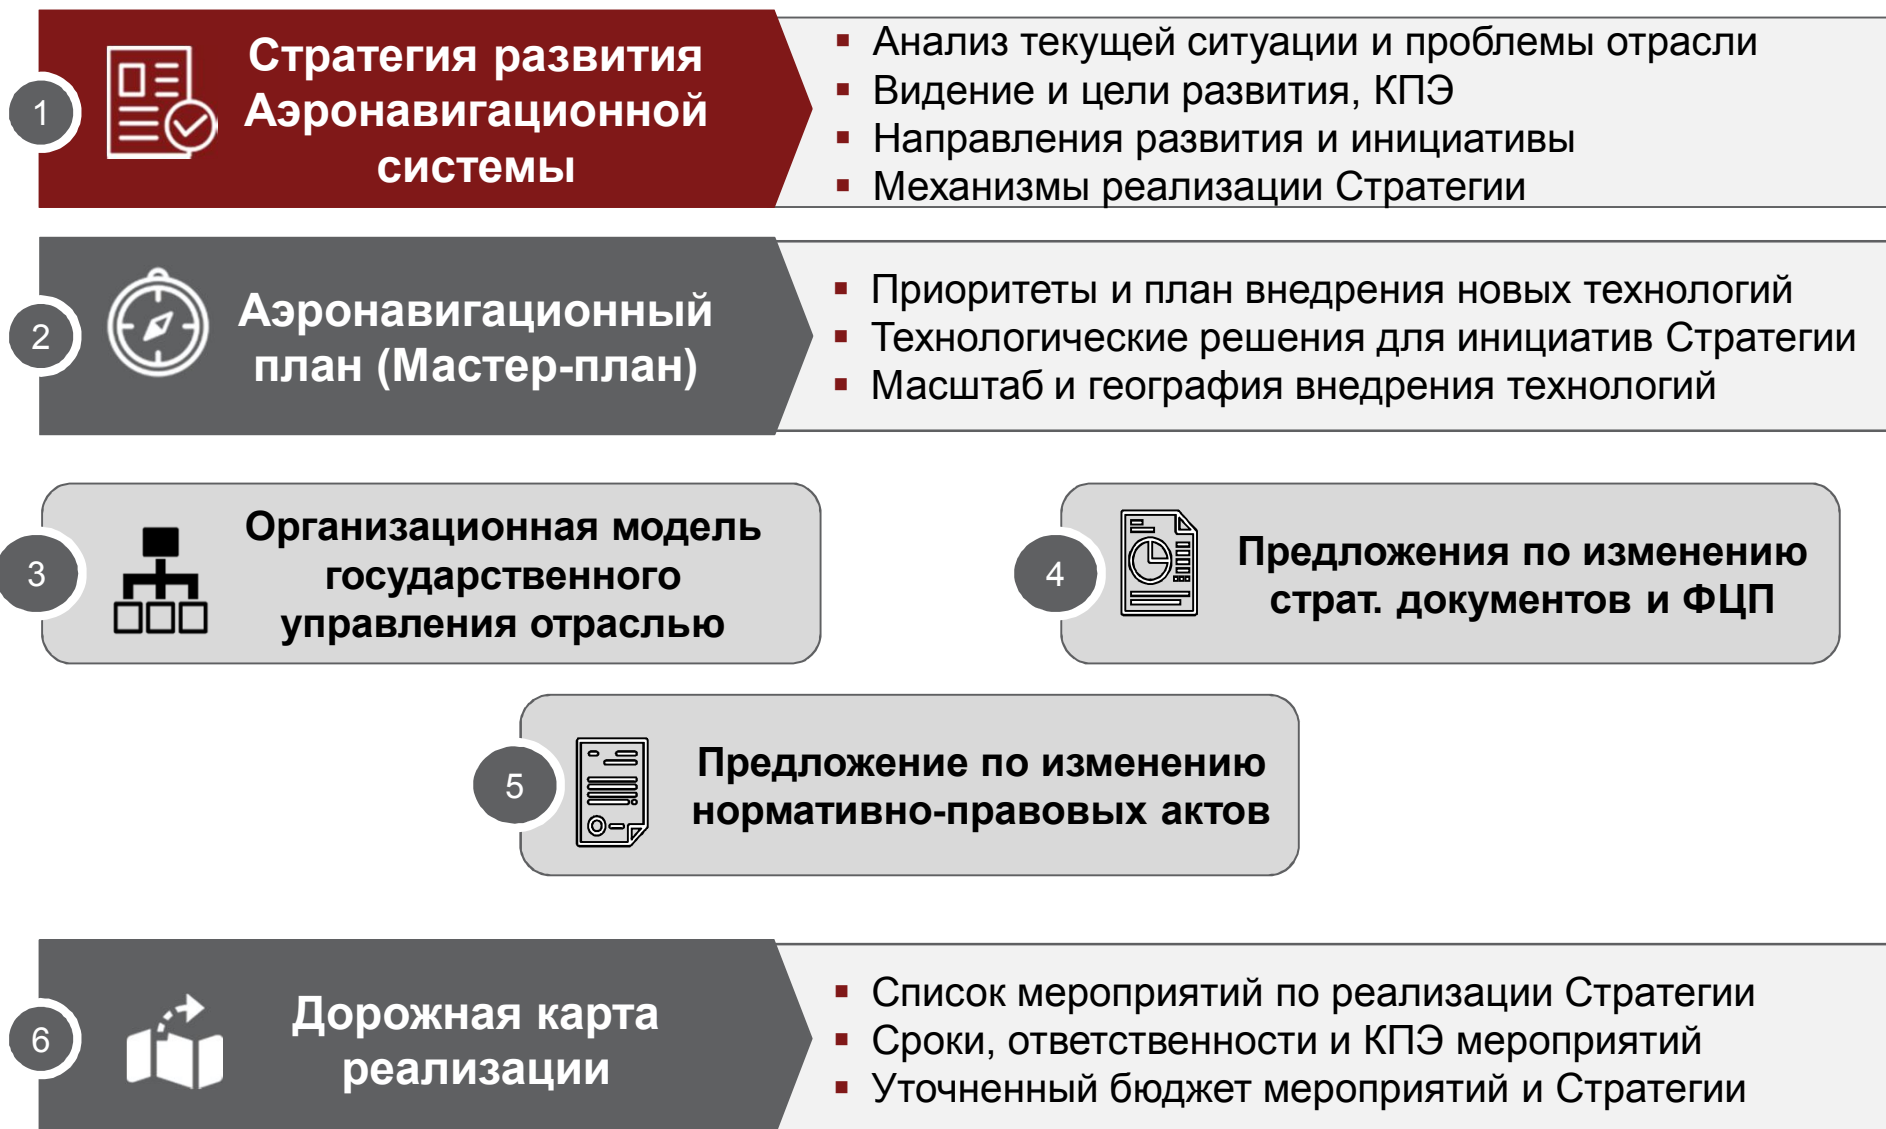 1
Стратегия развития
Аэронавигационной
системы
▪ Анализ текущей ситуации и проблемы отрасли
▪ Видение и цели развития, КПЭ
▪ Направления развития и инициативы
▪ Механизмы реализации Стратегии
2
Аэронавигационный
план (Мастер-план)
▪ Приоритеты и план внедрения новых технологий
▪ Технологические решения для инициатив Стратегии
▪ Масштаб и география внедрения технологий
3
Организационная модель
государственного
управления отраслью
4
Предложения по изменению
страт. документов и ФЦП
5
Предложение по изменению
нормативно-правовых актов
6
Дорожная карта
реализации
▪ Список мероприятий по реализации Стратегии
▪ Сроки, ответственности и КПЭ мероприятий
▪ Уточненный бюджет мероприятий и Стратегии